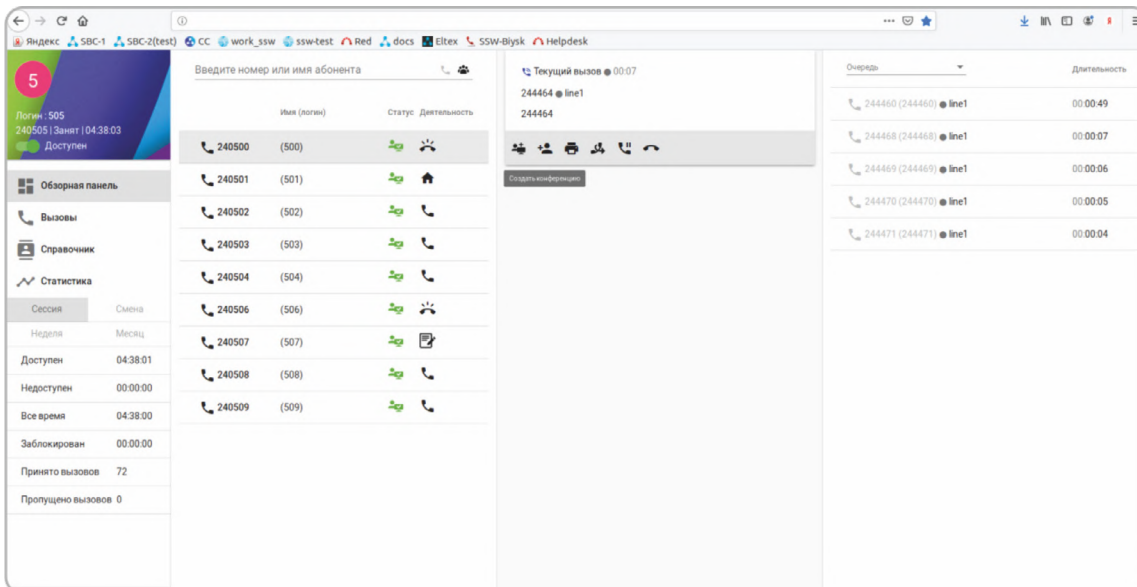 Яндекс SBC-1 SBC-2(test) CC work_ssw ssw-test Red docs Eltex SSW-Biysk Helpdesk
5
Логин : 505
240505 | Занят | 04:38:03
Доступен
Обзорная панель
Вызовы
Справочник
Статистика
Сессия Смена
Неделя Месяц
Доступен 04:38:01
Недоступен 00:00:00
Все время 04:38:00
Заблокирован 00:00:00
Принято вызовов 72
Пропущено вызовов 0
Введите номер или имя абонента
Имя (логин) Статус Деятельность
240500 (500)
240501 (501)
240502 (502)
240503 (503)
240504 (504)
240506 (506)
240507 (507)
240508 (508)
240509 (509)
Текущий вызов 00:07
244464 line1
244464
Создать конференцию
Очередь Длительность
244460 (244460) line1 00:00:49
244468 (244468) line1 00:00:07
244469 (244469) line1 00:00:06
244470 (244470) line1 00:00:05
244471 (244471) line1 00:00:04